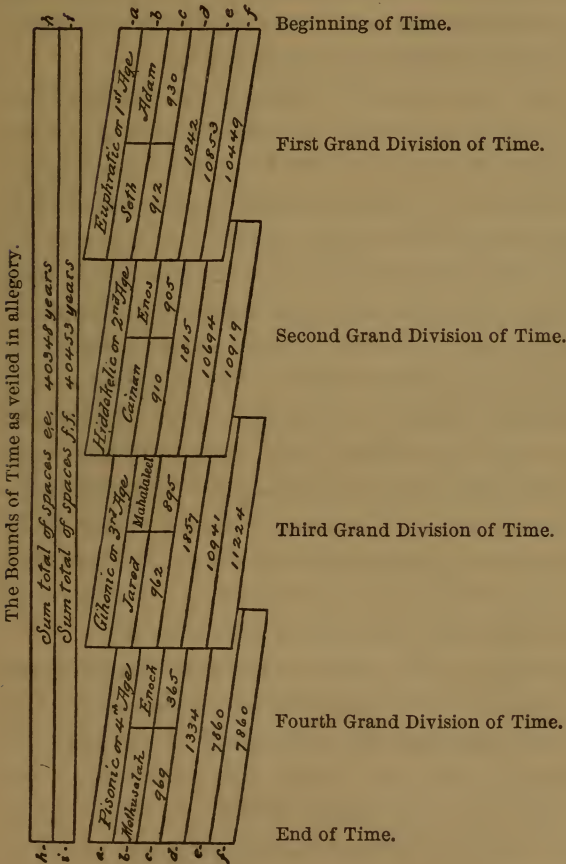 The Bounds of Time as veiled in allegory.
h- -h
i- -i
Sum total of spaces e.e. 40348 years
Sum total of spaces f.f. 40453 years
-a
-b
-c
-d
-e
-f
Beginning of Time.
Euphratic or 1st Age
Seth Adam
912 930
1842
10853
10449
First Grand Division of Time.
Hiddekelic or 2nd Age
Cainan Enos
910 905
1815
10694
10919
Second Grand Division of Time.
Gihonic or 3rd Age
Jared Mahalaleel
962 895
1857
10941
11224
Third Grand Division of Time.
Pisonic or 4th Age
Methusalah Enoch
969 365
1334
7860
7860
Fourth Grand Division of Time.
a-
b-
c-
d-
e-
f-
End of Time.